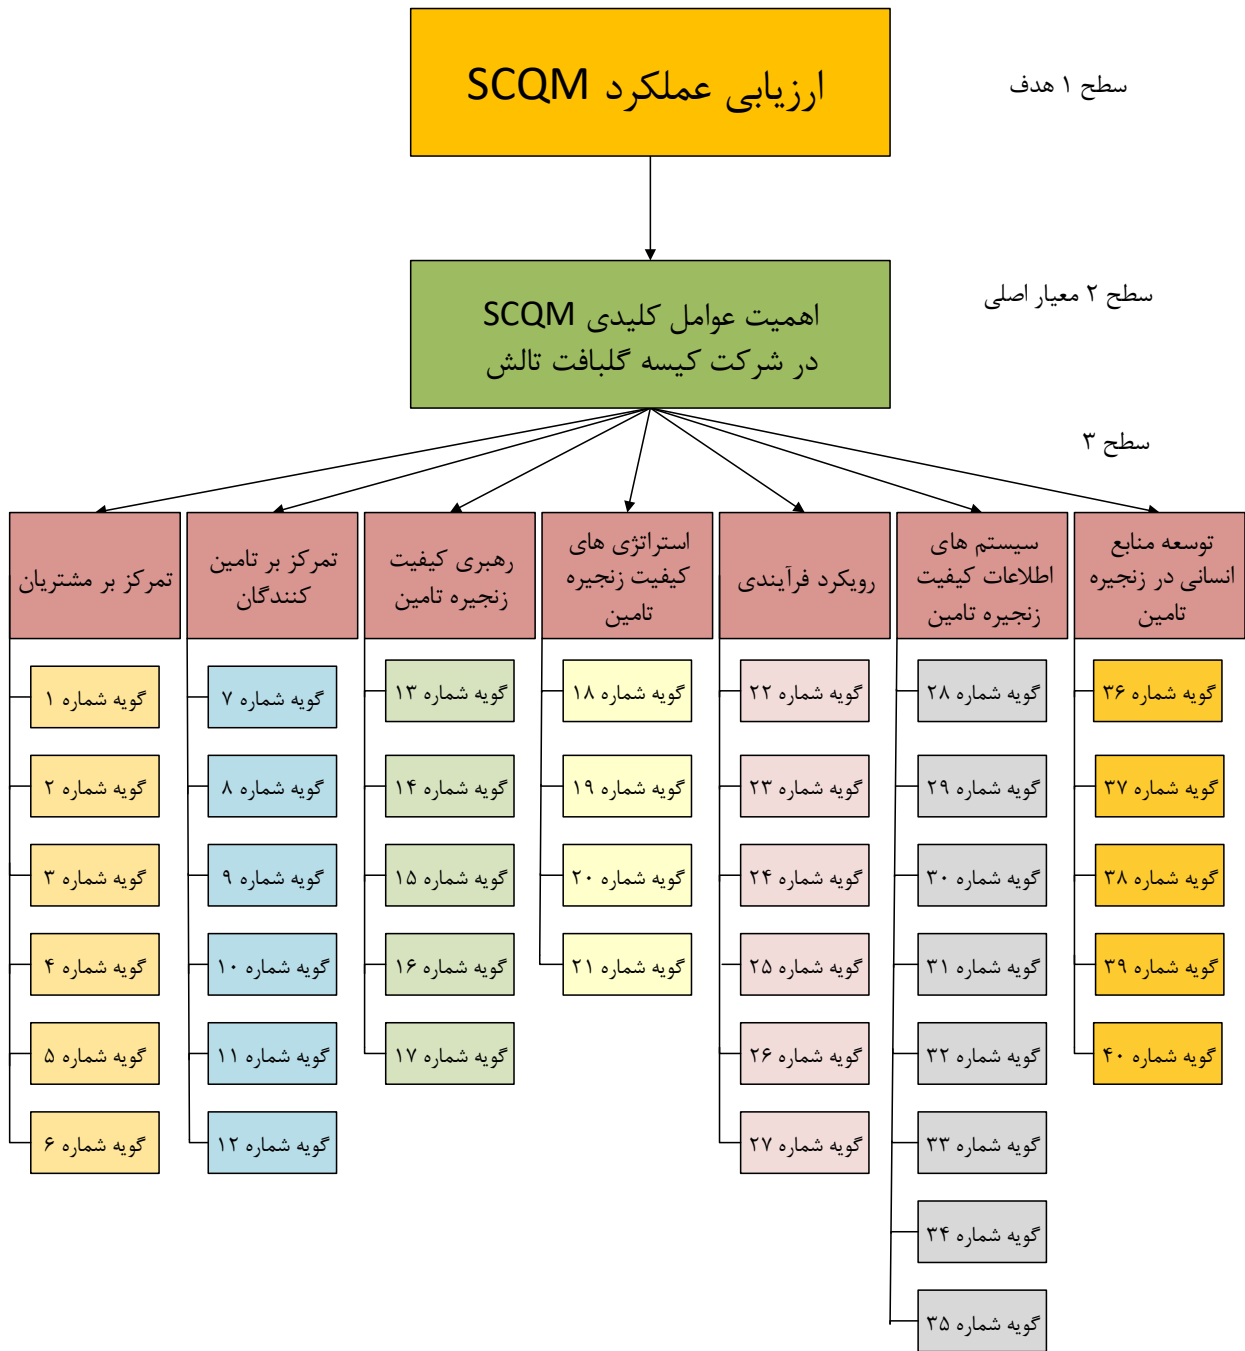 ارزیابی عملکرد SCQM
سطح ۱ هدف
اهمیت عوامل کلیدی SCQM
در شرکت کیسه گلبافت تالش
سطح ۲ معیار اصلی
سطح ۳
توسعه منابع
انسانی در زنجیره
تامین
گویه شماره ۳۶
گویه شماره ۳۷
گویه شماره ۳۸
گویه شماره ۳۹
گویه شماره ۴۰
سیستم های
اطلاعات کیفیت
زنجیره تامین
گویه شماره ۲۸
گویه شماره ۲۹
گویه شماره ۳۰
گویه شماره ۳۱
گویه شماره ۳۲
گویه شماره ۳۳
گویه شماره ۳۴
گویه شماره ۳۵
رویکرد فرآیندی
گویه شماره ۲۲
گویه شماره ۲۳
گویه شماره ۲۴
گویه شماره ۲۵
گویه شماره ۲۶
گویه شماره ۲۷
استراتژی های
کیفیت زنجیره
تامین
گویه شماره ۱۸
گویه شماره ۱۹
گویه شماره ۲۰
گویه شماره ۲۱
رهبری کیفیت
زنجیره تامین
گویه شماره ۱۳
گویه شماره ۱۴
گویه شماره ۱۵
گویه شماره ۱۶
گویه شماره ۱۷
تمرکز بر تامین
کنندگان
گویه شماره ۷
گویه شماره ۸
گویه شماره ۹
گویه شماره ۱۰
گویه شماره ۱۱
گویه شماره ۱۲
تمرکز بر مشتریان
گویه شماره ۱
گویه شماره ۲
گویه شماره ۳
گویه شماره ۴
گویه شماره ۵
گویه شماره ۶